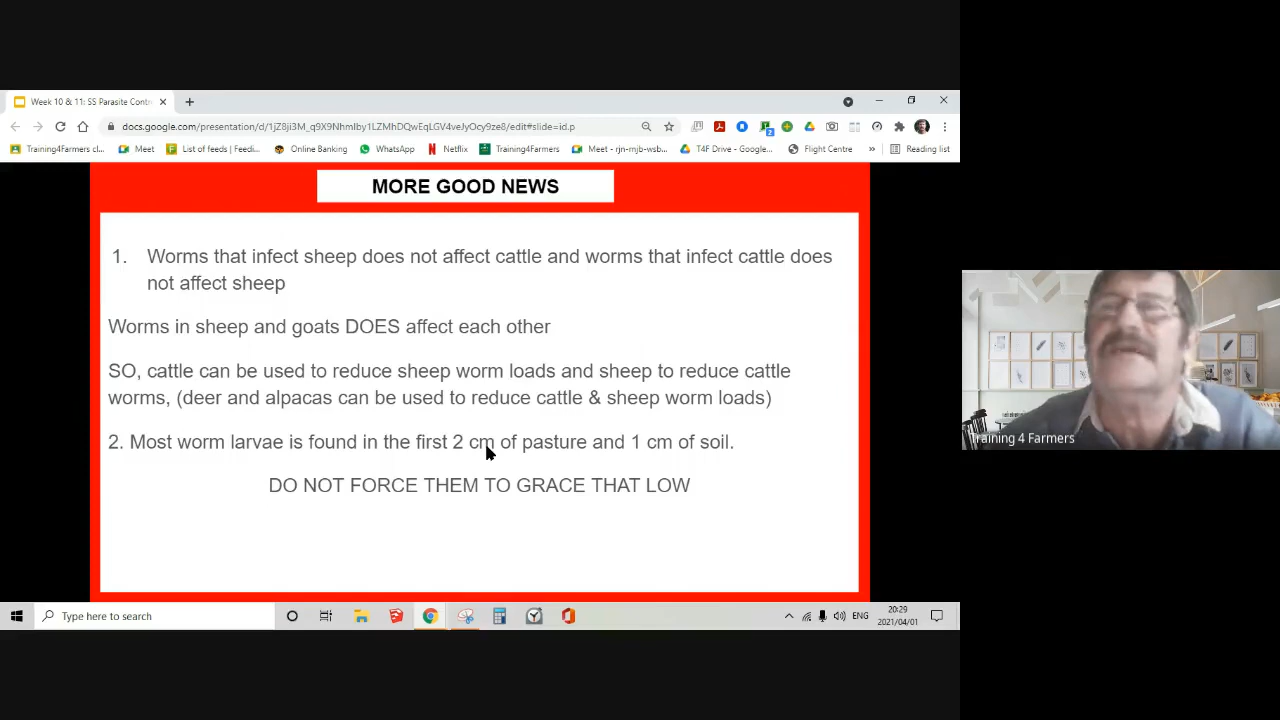 Week 10 & 11: SS Parasite Contr
docs.google.com/presentation/d/1jZ8ji3M_q9X9NhmIby1LZMhDQwEqLGV4veJyOcy9ze8/edit#slide=id.p
Training4Farmers cl...
Meet
List of feeds | Feedi...
Online Banking
WhatsApp
Netflix
Training4Farmers
Meet - rjn-mjb-wsb...
T4F Drive - Google...
Flight Centre
»
Reading list
MORE GOOD NEWS
1. Worms that infect sheep does not affect cattle and worms that infect cattle does
not affect sheep
Worms in sheep and goats DOES affect each other
SO, cattle can be used to reduce sheep worm loads and sheep to reduce cattle
worms, (deer and alpacas can be used to reduce cattle & sheep worm loads)
2. Most worm larvae is found in the first 2 cm of pasture and 1 cm of soil.
DO NOT FORCE THEM TO GRACE THAT LOW
Training 4 Farmers
Type here to search
ENG
20:29
2021/04/01